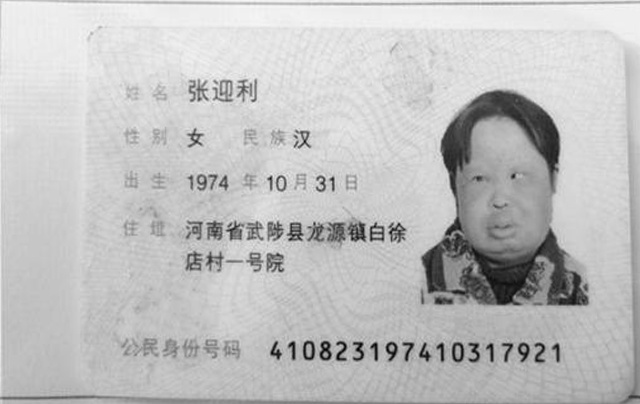 姓名 张迎利
性别 女 民族 汉
出生 1974 年 10 月 31 日
住址 河南省武陟县龙源镇白徐
店村一号院
公民身份号码 410823197410317921